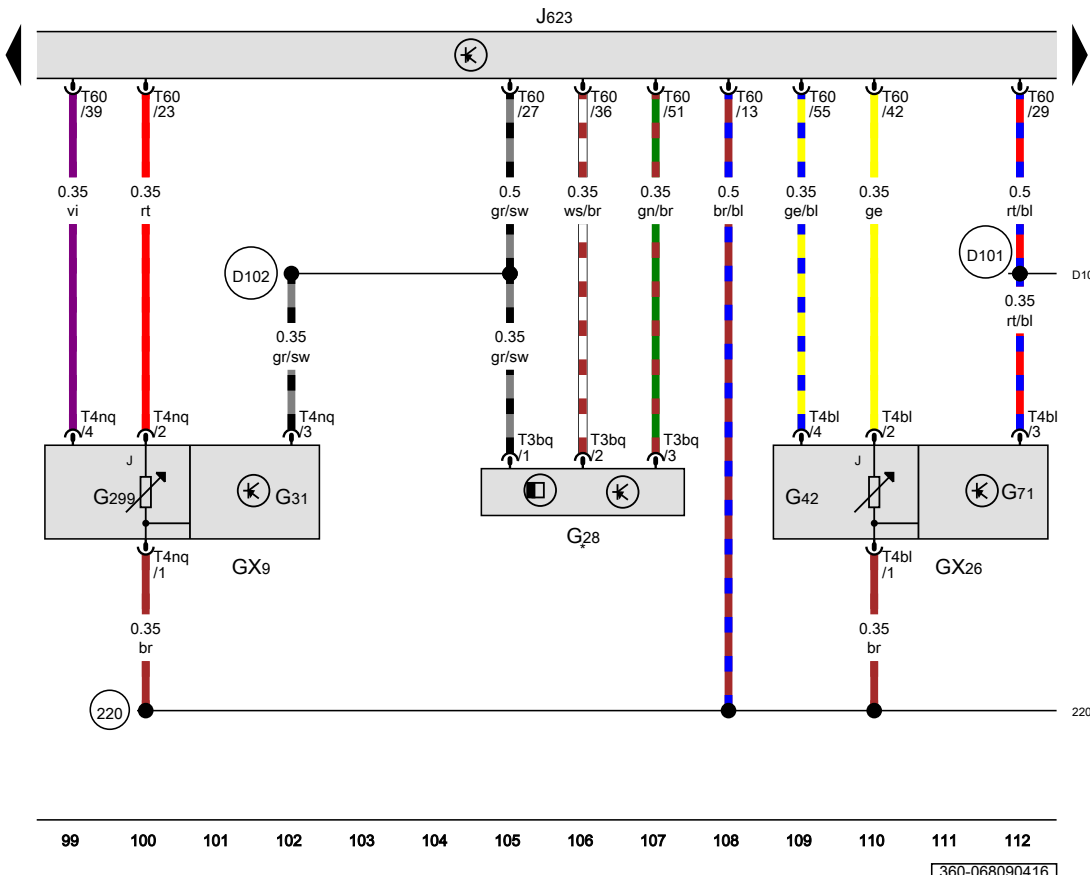 J623
T60 T60 T60 T60 T60 T60 T60 T60 T60
/39 /23 /27 /36 /51 /13 /55 /42 /29
0.35 0.35 0.5 0.35 0.35 0.5 0.35 0.35 0.5
vi rt gr/sw ws/br gn/br br/bl ge/bl ge rt/bl
D102 D101 D10
0.35 0.35 0.35
gr/sw gr/sw rt/bl
T4nq T4nq T4nq T4bl T4bl T4bl
/4 /2 /3 /4 /2 /3
T3bq T3bq T3bq
/1 /2 /3
J J
G299 G31 G42 G71
G28
*
T4nq T4bl
/1 /1
GX9 GX26
0.35 0.35
br br
220 220
99 100 101 102 103 104 105 106 107 108 109 110 111 112
360-068090416